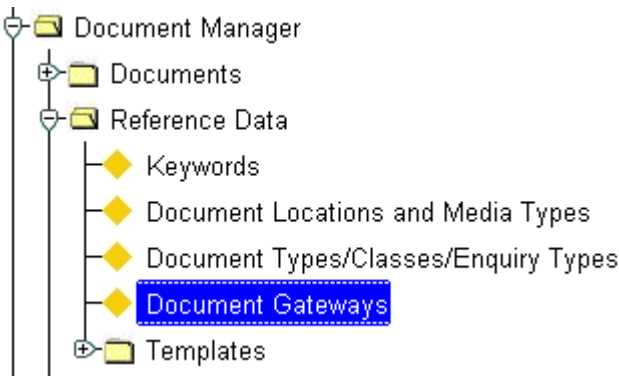 Document Manager
Documents
Reference Data
Keywords
Document Locations and Media Types
Document Types/Classes/Enquiry Types
Document Gateways
Templates